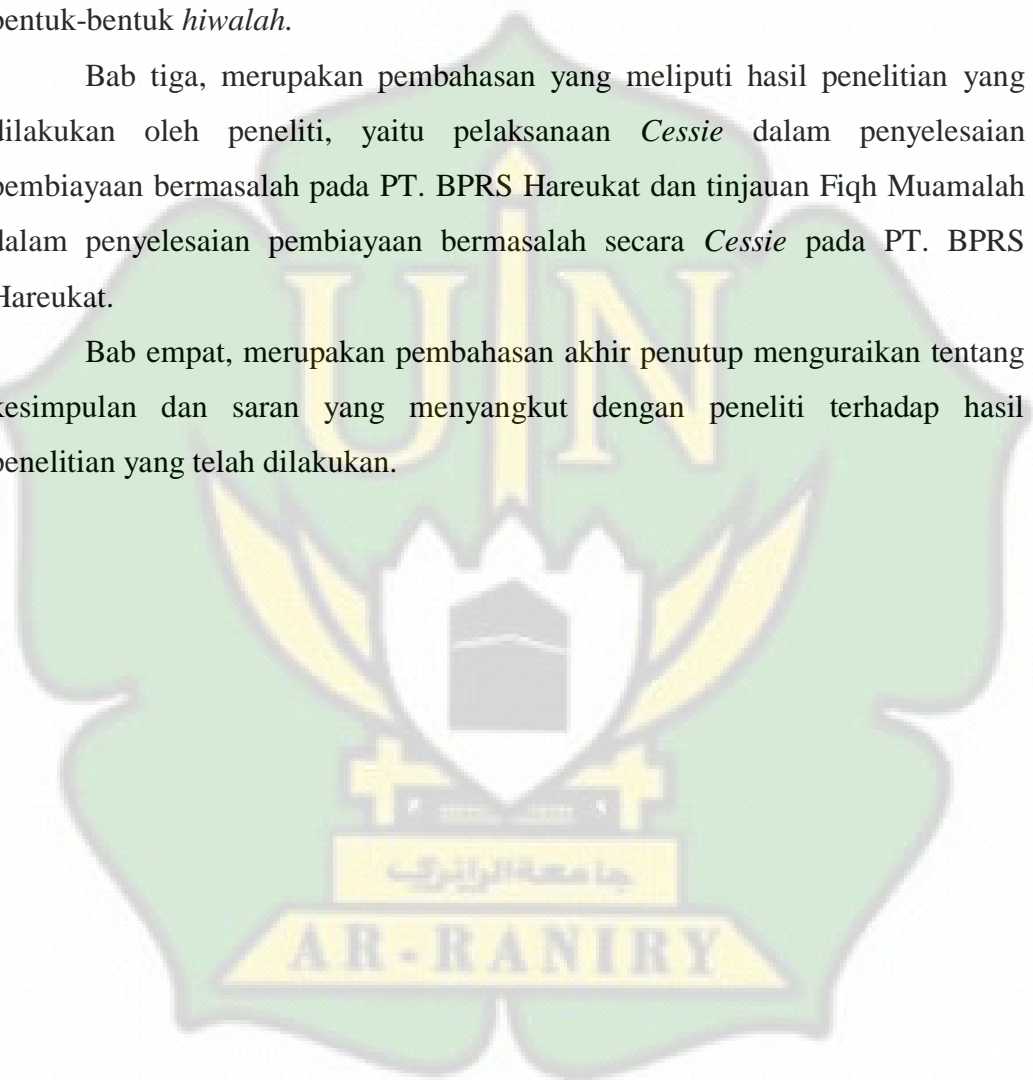 bentuk-bentuk hiwalah.
Bab tiga, merupakan pembahasan yang meliputi hasil penelitian yang
dilakukan oleh peneliti, yaitu pelaksanaan Cessie dalam penyelesaian
pembiayaan bermasalah pada PT. BPRS Hareukat dan tinjauan Fiqh Muamalah
dalam penyelesaian pembiayaan bermasalah secara Cessie pada PT. BPRS
Hareukat.
Bab empat, merupakan pembahasan akhir penutup menguraikan tentang
kesimpulan dan saran yang menyangkut dengan peneliti terhadap hasil
penelitian yang telah dilakukan.
UIN
جامعة الرانري
AR-RANIRY